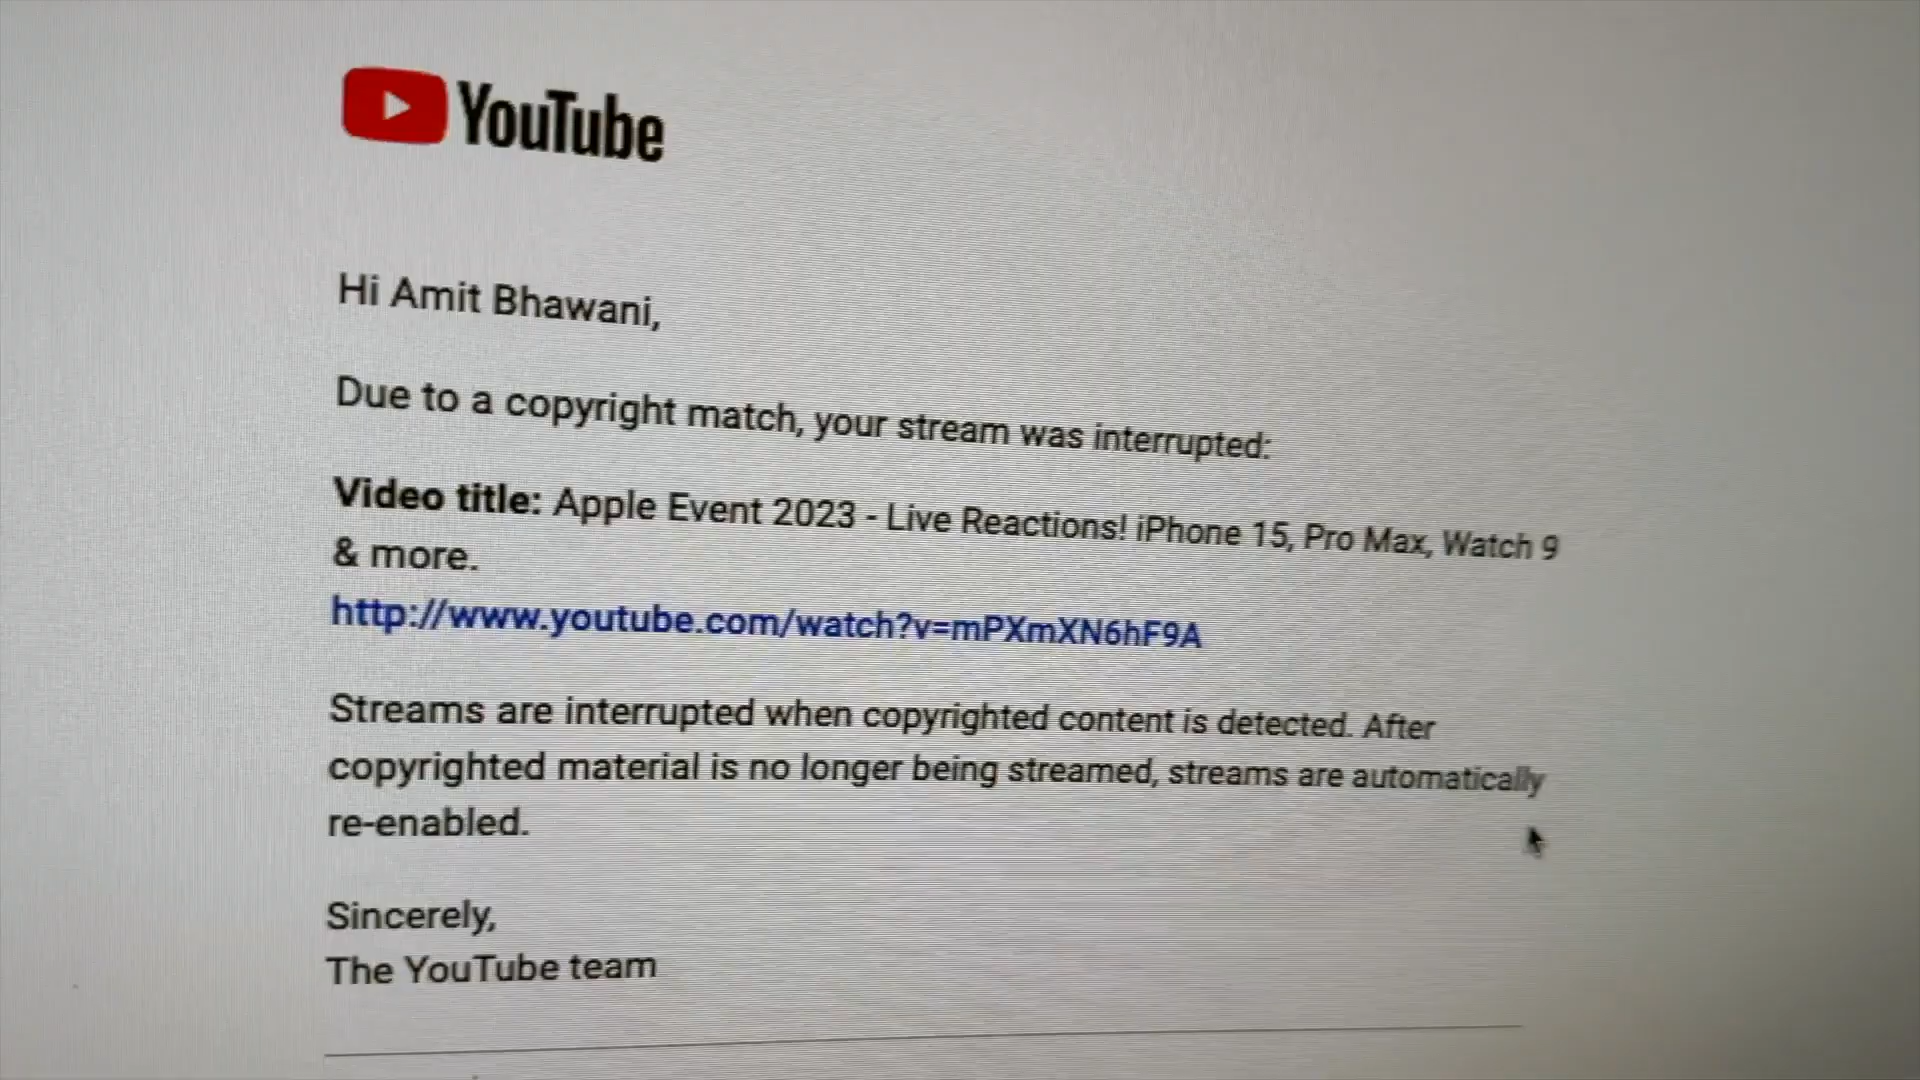 YouTube
Hi Amit Bhawani,
Due to a copyright match, your stream was interrupted:
Video title: Apple Event 2023 - Live Reactions! iPhone 15, Pro Max, Watch 9
& more.
http://www.youtube.com/watch?v=mPXmXN6hF9A
Streams are interrupted when copyrighted content is detected. After
copyrighted material is no longer being streamed, streams are automatically
re-enabled.
Sincerely,
The YouTube team